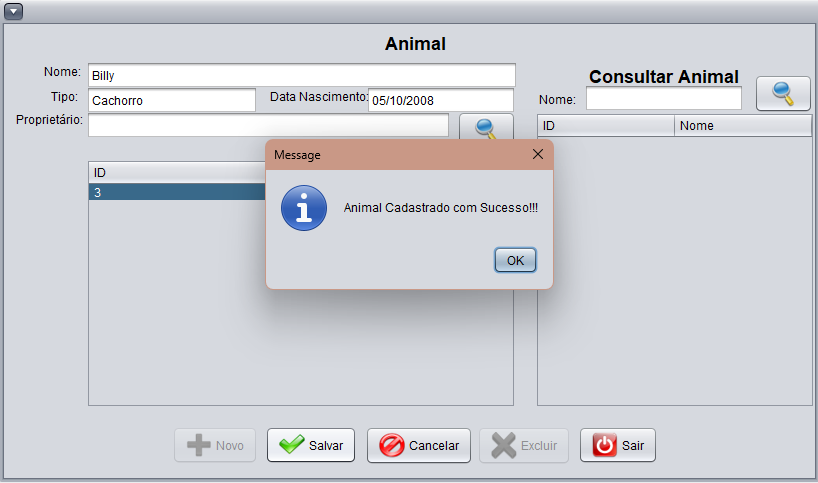 Animal
Nome: Billy
Tipo: Cachorro Data Nascimento: 05/10/2008
Proprietário:
ID
3
Consultar Animal
Nome:
ID Nome
Message
Animal Cadastrado com Sucesso!!!
OK
Novo Salvar Cancelar Excluir Sair